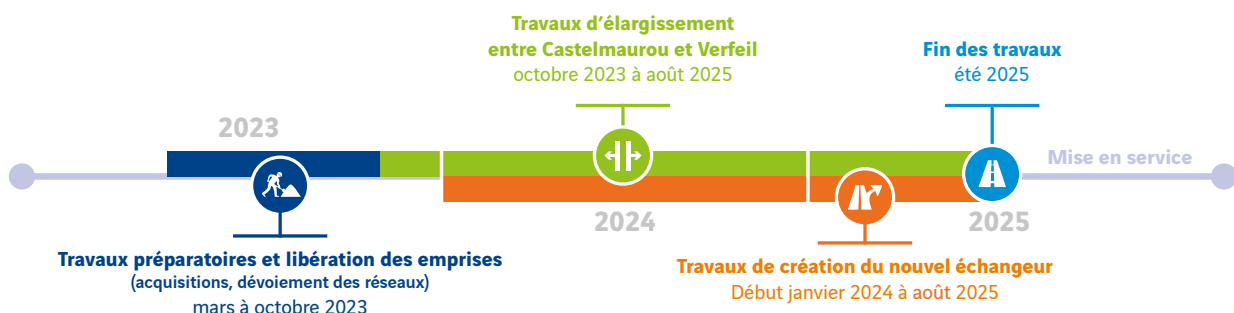 Travaux d'élargissement
entre Castelmaurou et Verfeil
octobre 2023 à août 2025
Fin des travaux
été 2025
2023
Mise en service
2024
2025
Travaux préparatoires et libération des emprises
(acquisitions, dévoiement des réseaux)
mars à octobre 2023
Travaux de création du nouvel échangeur
Début janvier 2024 à août 2025